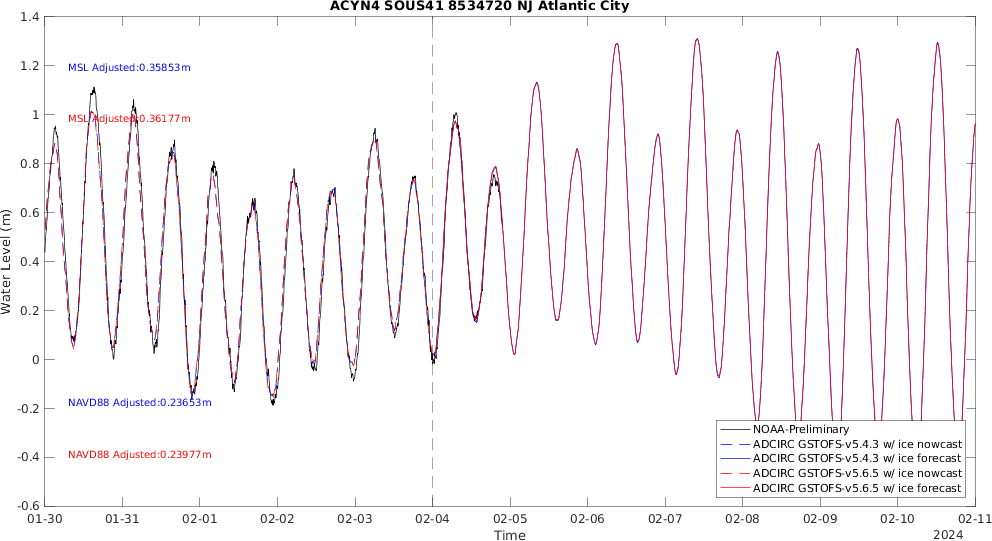 ACYN4 SOUS41 8534720 NJ Atlantic City
1.4
1.2
1
0.8
0.6
0.4
0.2
0
-0.2
-0.4
-0.6
Water Level (m)
MSL Adjusted:0.35853m
MSL Adjusted:0.36177m
NAVD88 Adjusted:0.23653m
NAVD88 Adjusted:0.23977m
NOAA-Preliminary
ADCIRC GSTOFS-v5.4.3 w/ ice nowcast
ADCIRC GSTOFS-v5.4.3 w/ ice forecast
ADCIRC GSTOFS-v5.6.5 w/ ice nowcast
ADCIRC GSTOFS-v5.6.5 w/ ice forecast
01-30 01-31 02-01 02-02 02-03 02-04 02-05 02-06 02-07 02-08 02-09 02-10 02-11
Time
2024